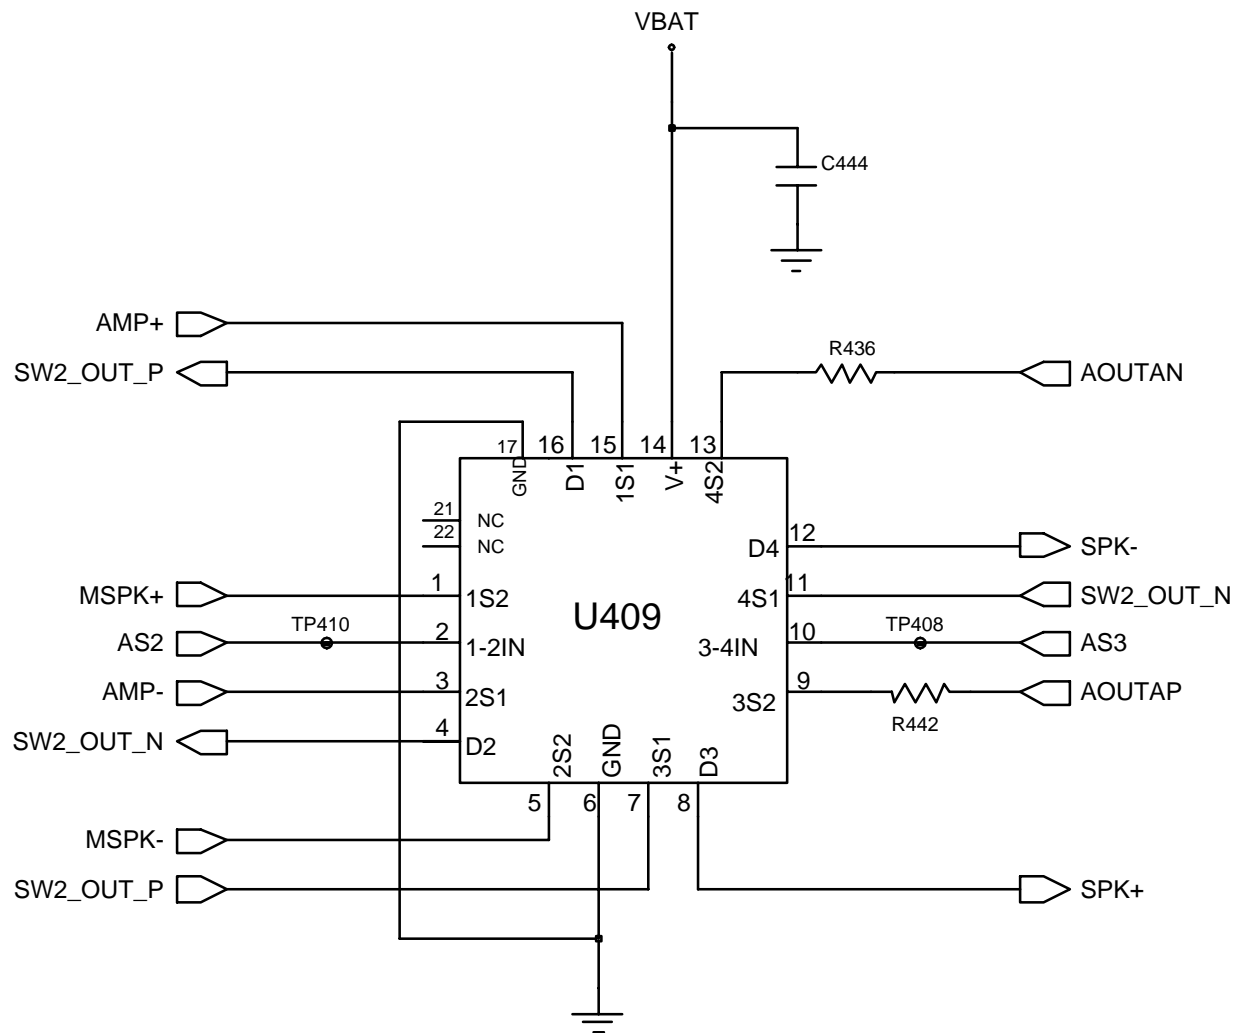 VBAT
C444
AMP+
SW2_OUT_P
R436
AOUTAN
17
16
15
14
13
GND
D1
1S1
V+
4S2
21
NC
22
NC
12
D4
SPK-
MSPK+
1
1S2
U409
11
4S1
SW2_OUT_N
AS2
TP410
2
1-2IN
10
3-4IN
TP408
AS3
AMP-
3
2S1
9
3S2
R442
AOUTAP
SW2_OUT_N
4
D2
2S2
GND
3S1
D3
5
6
7
8
MSPK-
SW2_OUT_P
SPK+